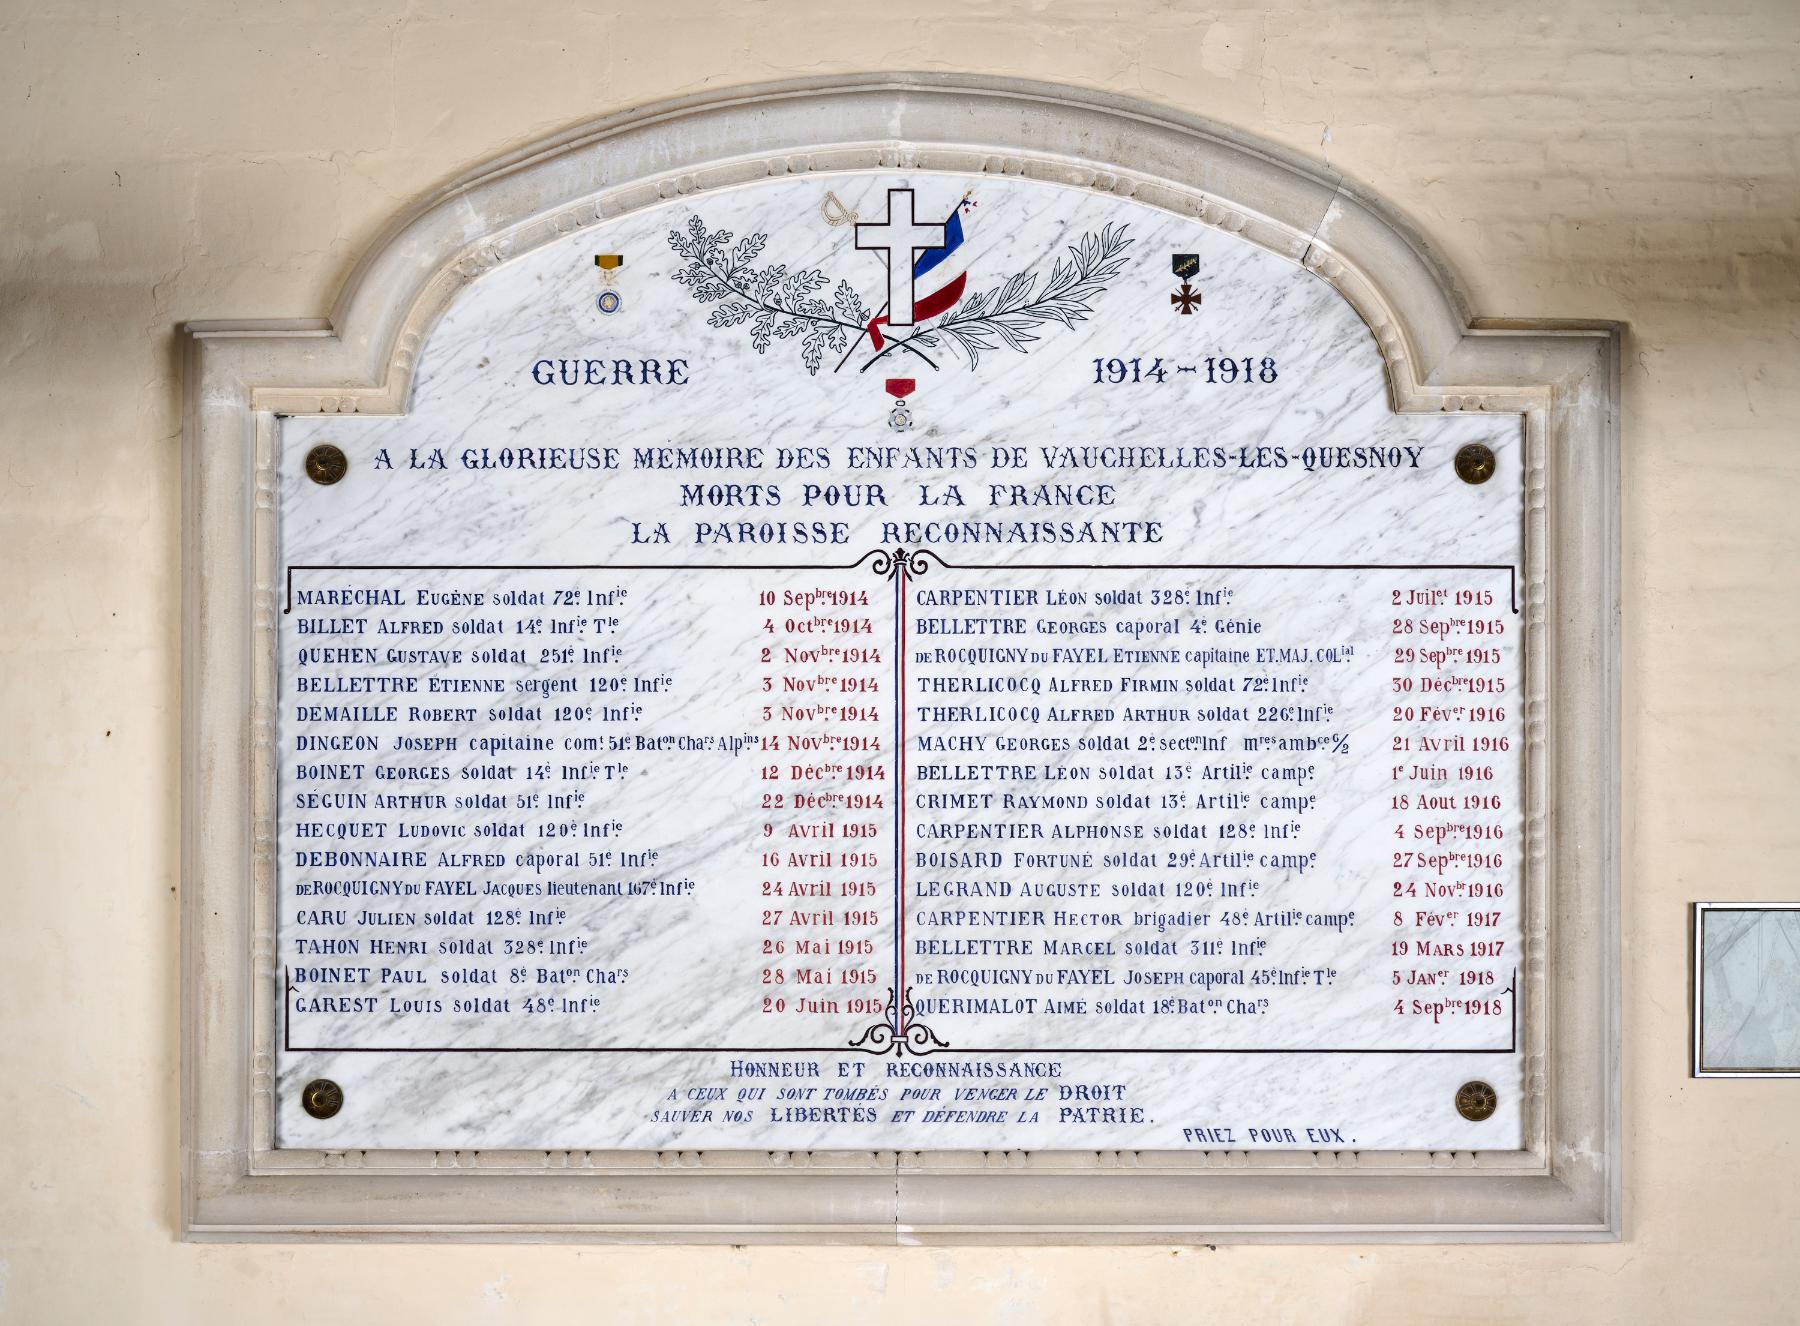 GUERRE 1914-1918
A LA GLORIEUSE MÉMOIRE DES ENFANTS DE VAUCHELLES-LES-QUESNOY
MORTS POUR LA FRANCE
LA PAROISSE RECONNAISSANTE
MARÉCHAL EUGÈNE soldat 72e. Infie. 10 Sepbre. 1914
BILLET ALFRED soldat 14e. Infie. Tle. 4 Octbre. 1914
QUEHEN GUSTAVE soldat 251e. Infie. 2 Novbre. 1914
BELLETTRE ÉTIENNE sergent 120e. Infie. 3 Novbre. 1914
DEMAILLE ROBERT soldat 120e. Infie. 3 Novbre. 1914
DINGEON JOSEPH capitaine comt. 51e. Baton. Chars. Alpins. 14 Novbre. 1914
BOINET GEORGES soldat 14e. Infie. Tle. 12 Décbre. 1914
SÉGUIN ARTHUR soldat 51e. Infie. 22 Décbre. 1914
HECQUET LUDOVIC soldat 120e. Infie. 9 Avril 1915
DEBONNAIRE ALFRED caporal 51e. Infie. 16 Avril 1915
DE ROCQUIGNY DU FAYEL JACQUES lieutenant 167e. Infie. 24 Avril 1915
CARU JULIEN soldat 128e. Infie. 27 Avril 1915
TAHON HENRI soldat 328e. Infie. 26 Mai 1915
BOINET PAUL soldat 8e. Baton. Chars. 28 Mai 1915
GAREST LOUIS soldat 48e. Infie. 20 Juin 1915
CARPENTIER LÉON soldat 328e. Infie. 2 Juilet. 1915
BELLETTRE GEORGES caporal 4e. Génie 28 Sepbre. 1915
DE ROCQUIGNY DU FAYEL ETIENNE capitaine ET.MAJ. COLial. 29 Sepbre. 1915
THERLICOCQ ALFRED FIRMIN soldat 72e. Infie. 30 Décbre. 1915
THERLICOCQ ALFRED ARTHUR soldat 226e. Infie. 20 Févr. 1916
MACHY GEORGES soldat 2e. secton. Inf mres. ambce. 6/2 21 Avril 1916
BELLETTRE LÉON soldat 13e. Artilie. campe. 1e. Juin 1916
CRIMET RAYMOND soldat 13e. Artilie. campe. 18 Aout 1916
CARPENTIER ALPHONSE soldat 128e. Infie. 4 Sepbre. 1916
BOISARD FORTUNÉ soldat 29e. Artilie. campe. 27 Sepbre. 1916
LEGRAND AUGUSTE soldat 120e. Infie. 24 Novbr. 1916
CARPENTIER HECTOR brigadier 48e. Artilie. campe. 8 Féver. 1917
BELLETTRE MARCEL soldat 311e. Infie. 19 MARS 1917
DE ROCQUIGNY DU FAYEL JOSEPH caporal 45e. Infie. Tle. 5 JANer. 1918
QUÉRIMALOT AIMÉ soldat 18e. Baton. Chars. 4 Sepbre. 1918
HONNEUR ET RECONNAISSANCE
A CEUX QUI SONT TOMBÉS POUR VENGER LE DROIT
SAUVER NOS LIBERTÉS ET DÉFENDRE LA PATRIE.
PRIEZ POUR EUX.